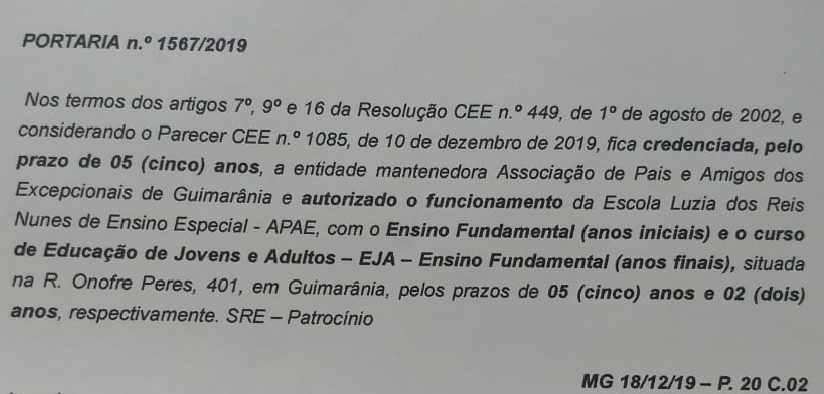 PORTARIA n.º 1567/2019
Nos termos dos artigos 7º, 9º e 16 da Resolução CEE n.º 449, de 1º de agosto de 2002, e
considerando o Parecer CEE n.º 1085, de 10 de dezembro de 2019, fica credenciada, pelo
prazo de 05 (cinco) anos, a entidade mantenedora Associação de Pais e Amigos dos
Excepcionais de Guimarânia e autorizado o funcionamento da Escola Luzia dos Reis
Nunes de Ensino Especial - APAE, com o Ensino Fundamental (anos iniciais) e o curso
de Educação de Jovens e Adultos – EJA – Ensino Fundamental (anos finais), situada
na R. Onofre Peres, 401, em Guimarânia, pelos prazos de 05 (cinco) anos e 02 (dois)
anos, respectivamente. SRE – Patrocínio
MG 18/12/19 – P. 20 C.02